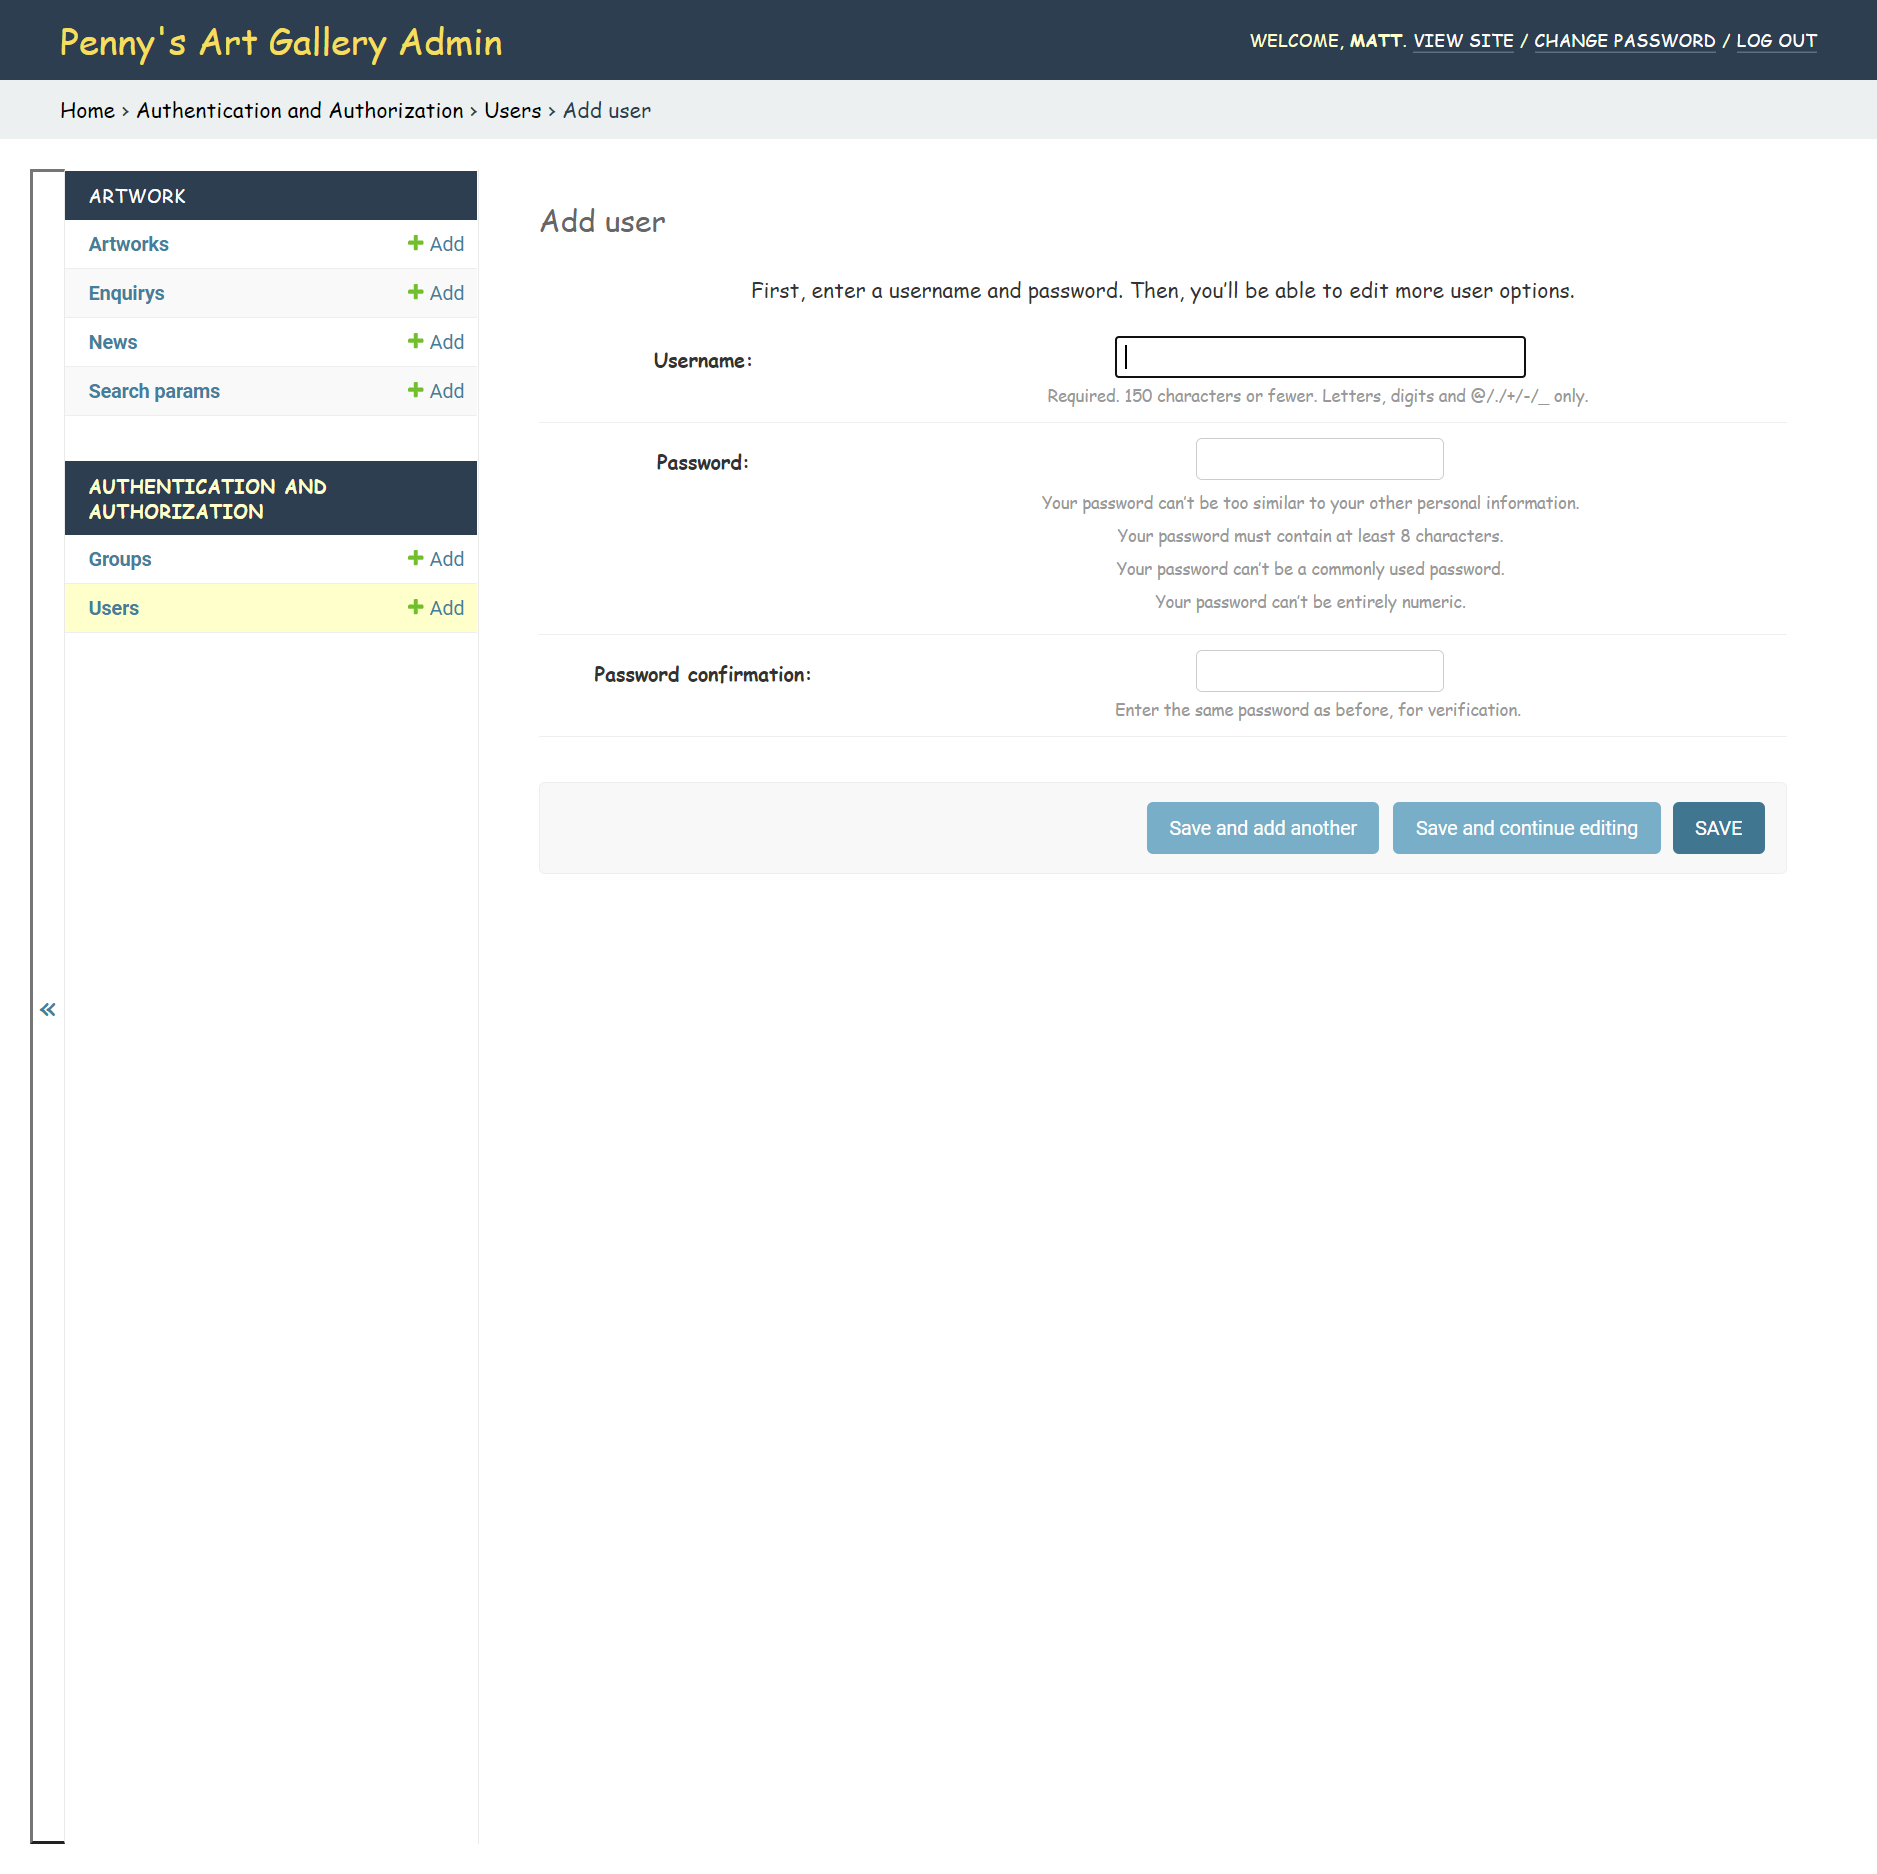 Penny's Art Gallery Admin
WELCOME, MATT. VIEW SITE / CHANGE PASSWORD / LOG OUT
Home › Authentication and Authorization › Users › Add user
ARTWORK
Artworks + Add
Enquirys + Add
News + Add
Search params + Add
AUTHENTICATION AND
AUTHORIZATION
Groups + Add
Users + Add
«
Add user
First, enter a username and password. Then, you'll be able to edit more user options.
Username:
Required. 150 characters or fewer. Letters, digits and @/./+/-/_ only.
Password:
Your password can't be too similar to your other personal information.
Your password must contain at least 8 characters.
Your password can't be a commonly used password.
Your password can't be entirely numeric.
Password confirmation:
Enter the same password as before, for verification.
Save and add another
Save and continue editing
SAVE